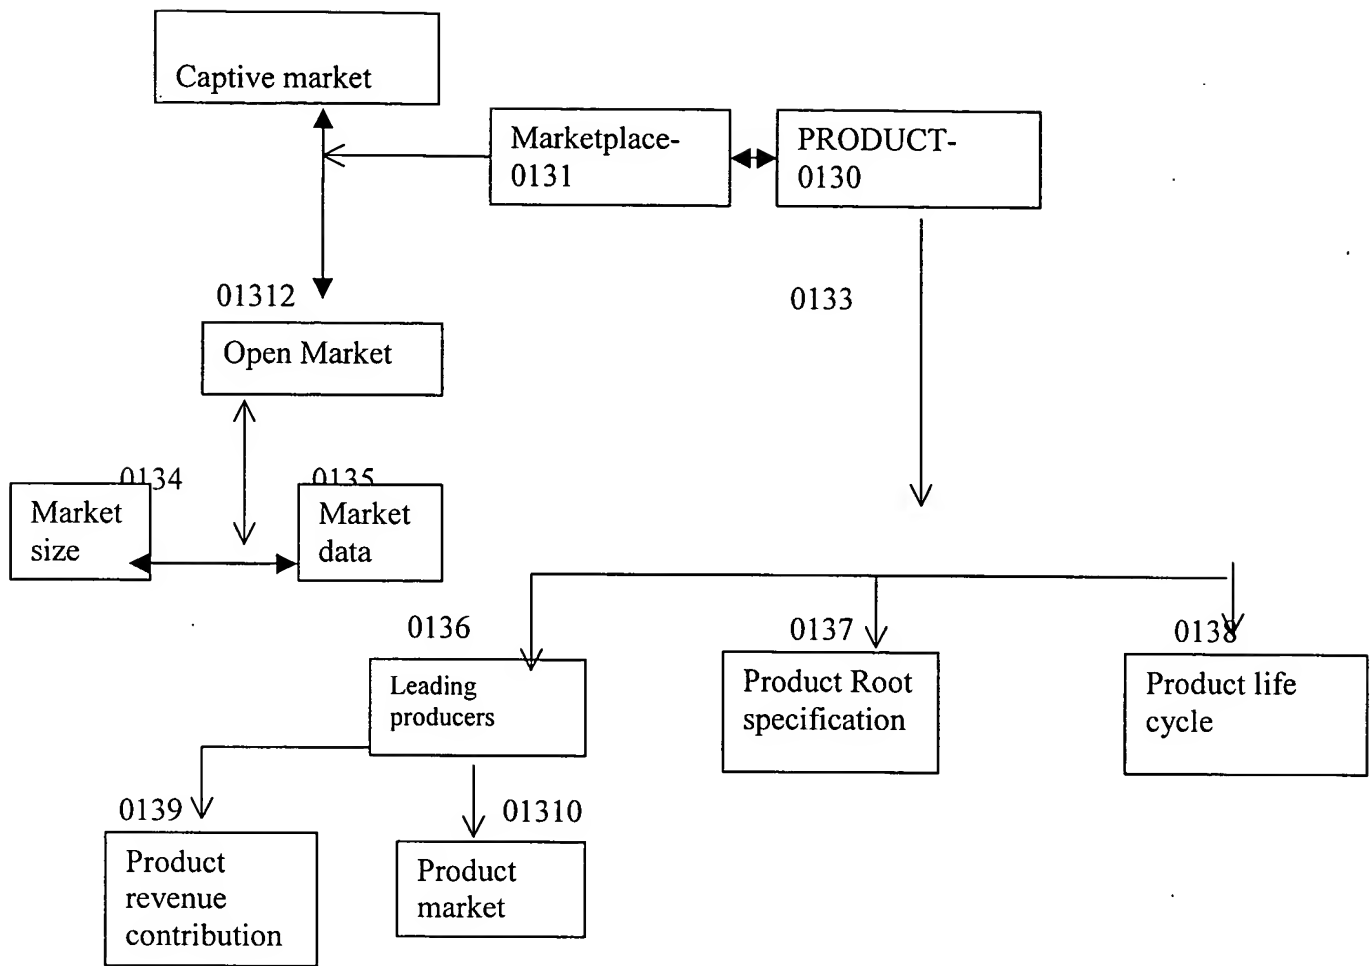 Captive market
Marketplace-
0131
PRODUCT-
0130
01312
0133
Open Market
0134
0135
Market
size
Market
data
0136
0137
0138
Leading
producers
Product Root
specification
Product life
cycle
0139
01310
Product
revenue
contribution
Product
market